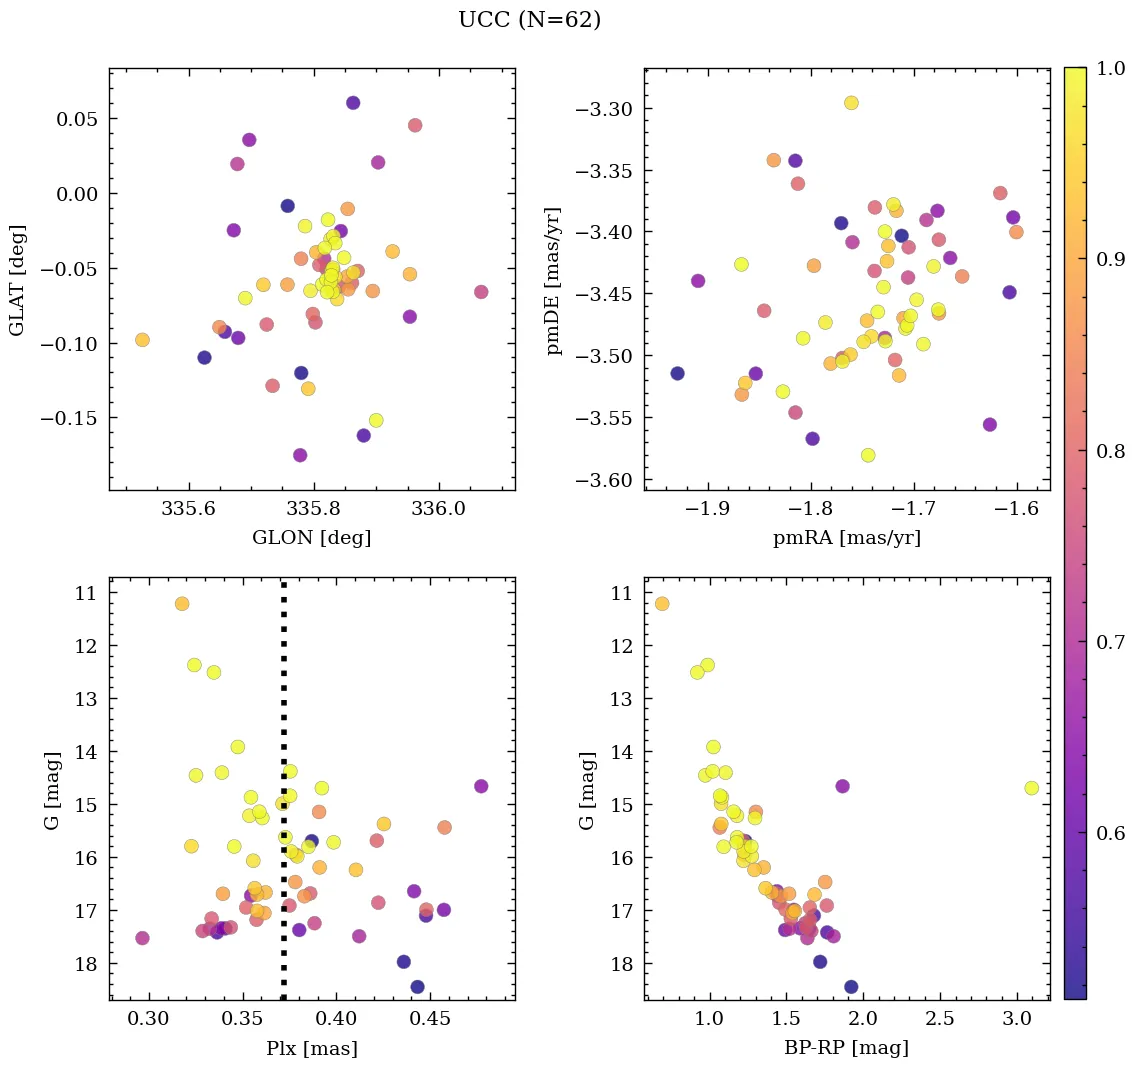 UCC (N=62)
0.05
0.00
−0.05
−0.10
−0.15
GLAT [deg]
335.6 335.8 336.0
GLON [deg]
−3.30
−3.35
−3.40
−3.45
−3.50
−3.55
−3.60
pmDE [mas/yr]
−1.9 −1.8 −1.7 −1.6
pmRA [mas/yr]
11
12
13
14
15
16
17
18
G [mag]
0.30 0.35 0.40 0.45
Plx [mas]
11
12
13
14
15
16
17
18
G [mag]
1.0 1.5 2.0 2.5 3.0
BP-RP [mag]
1.0
0.9
0.8
0.7
0.6